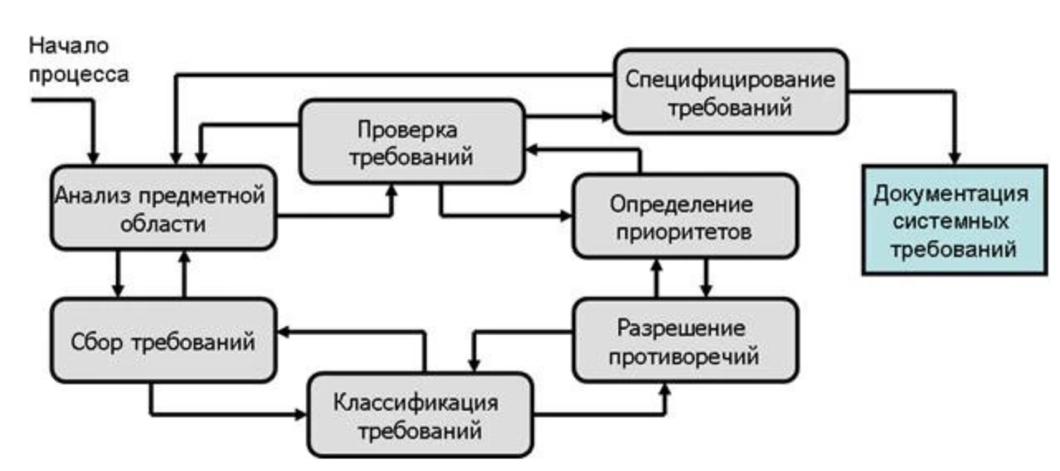 Начало
процесса
Специфицирование
требований
Проверка
требований
Анализ предметной
области
Определение
приоритетов
Документация
системных
требований
Сбор требований
Разрешение
противоречий
Классификация
требований